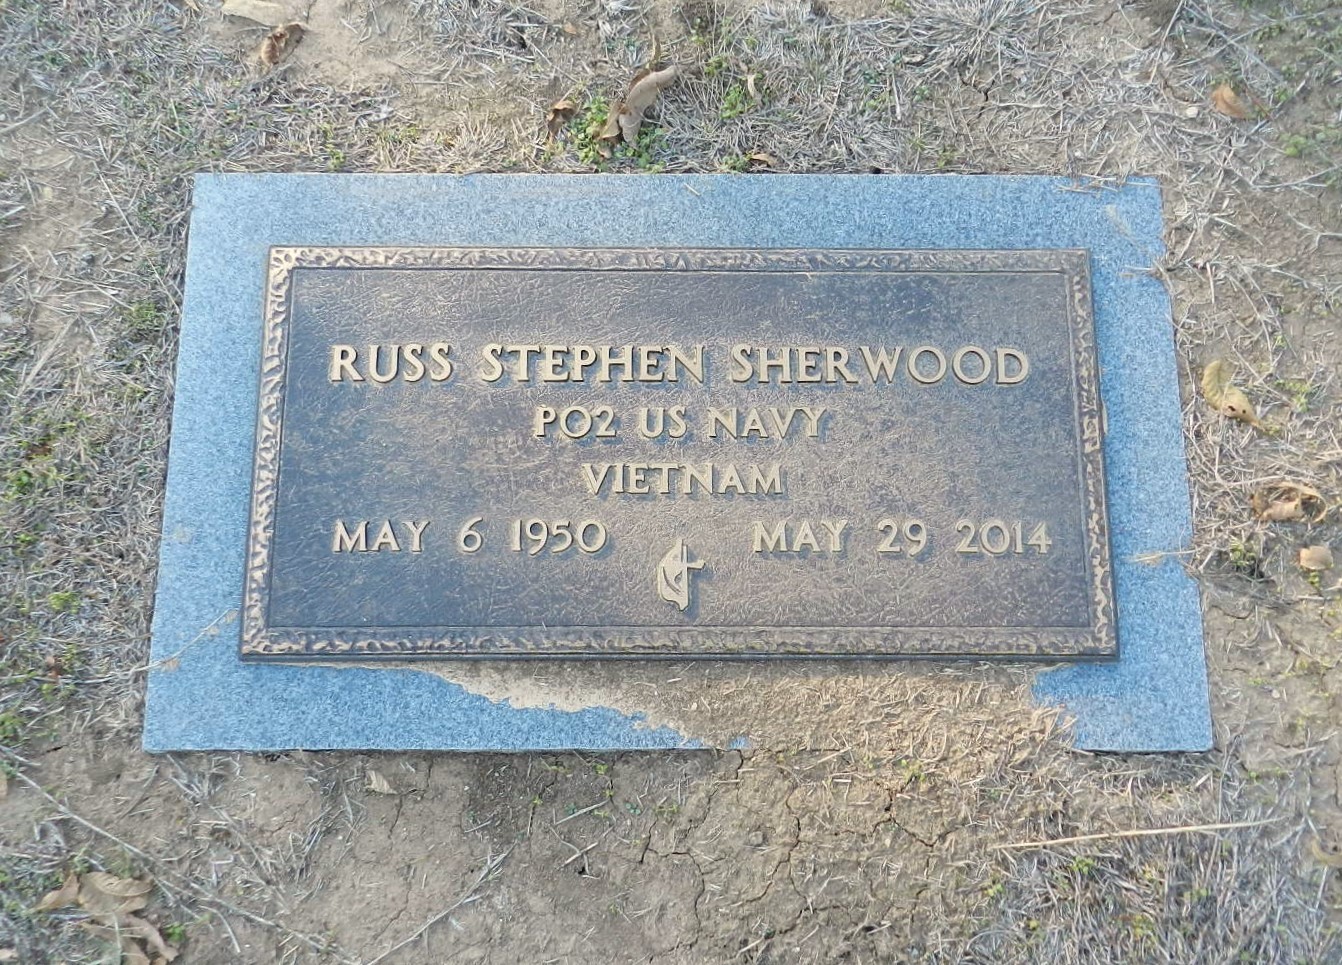 RUSS STEPHEN SHERWOOD
PO2 US NAVY
VIETNAM
MAY 6 1950 MAY 29 2014